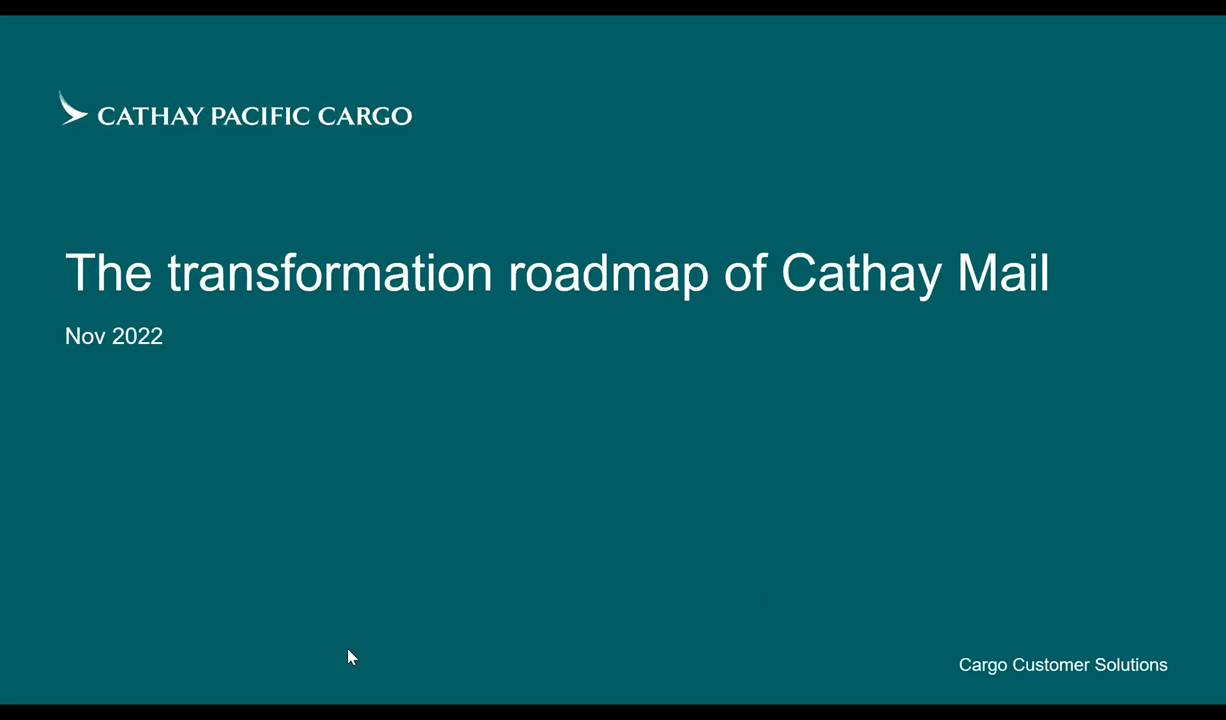 CATHAY PACIFIC CARGO
The transformation roadmap of Cathay Mail
Nov 2022
Cargo Customer Solutions